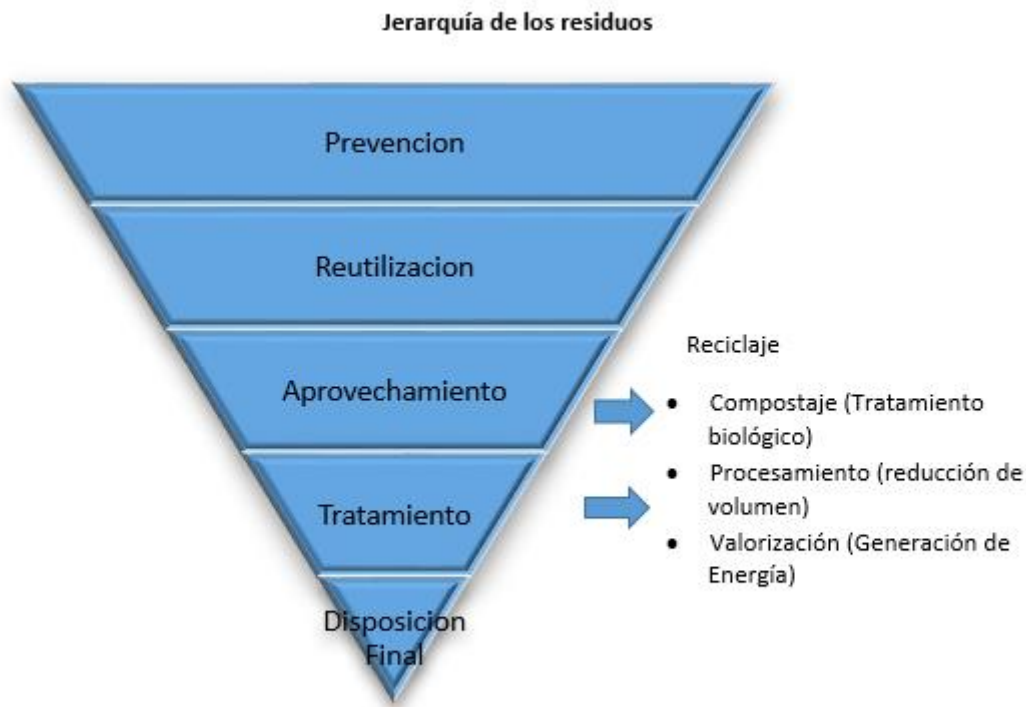 Jerarquía de los residuos
Prevencion
Reutilizacion
Aprovechamiento
Tratamiento
Disposicion
Final
Reciclaje
• Compostaje (Tratamiento
biológico)
• Procesamiento (reducción de
volumen)
• Valorización (Generación de
Energía)